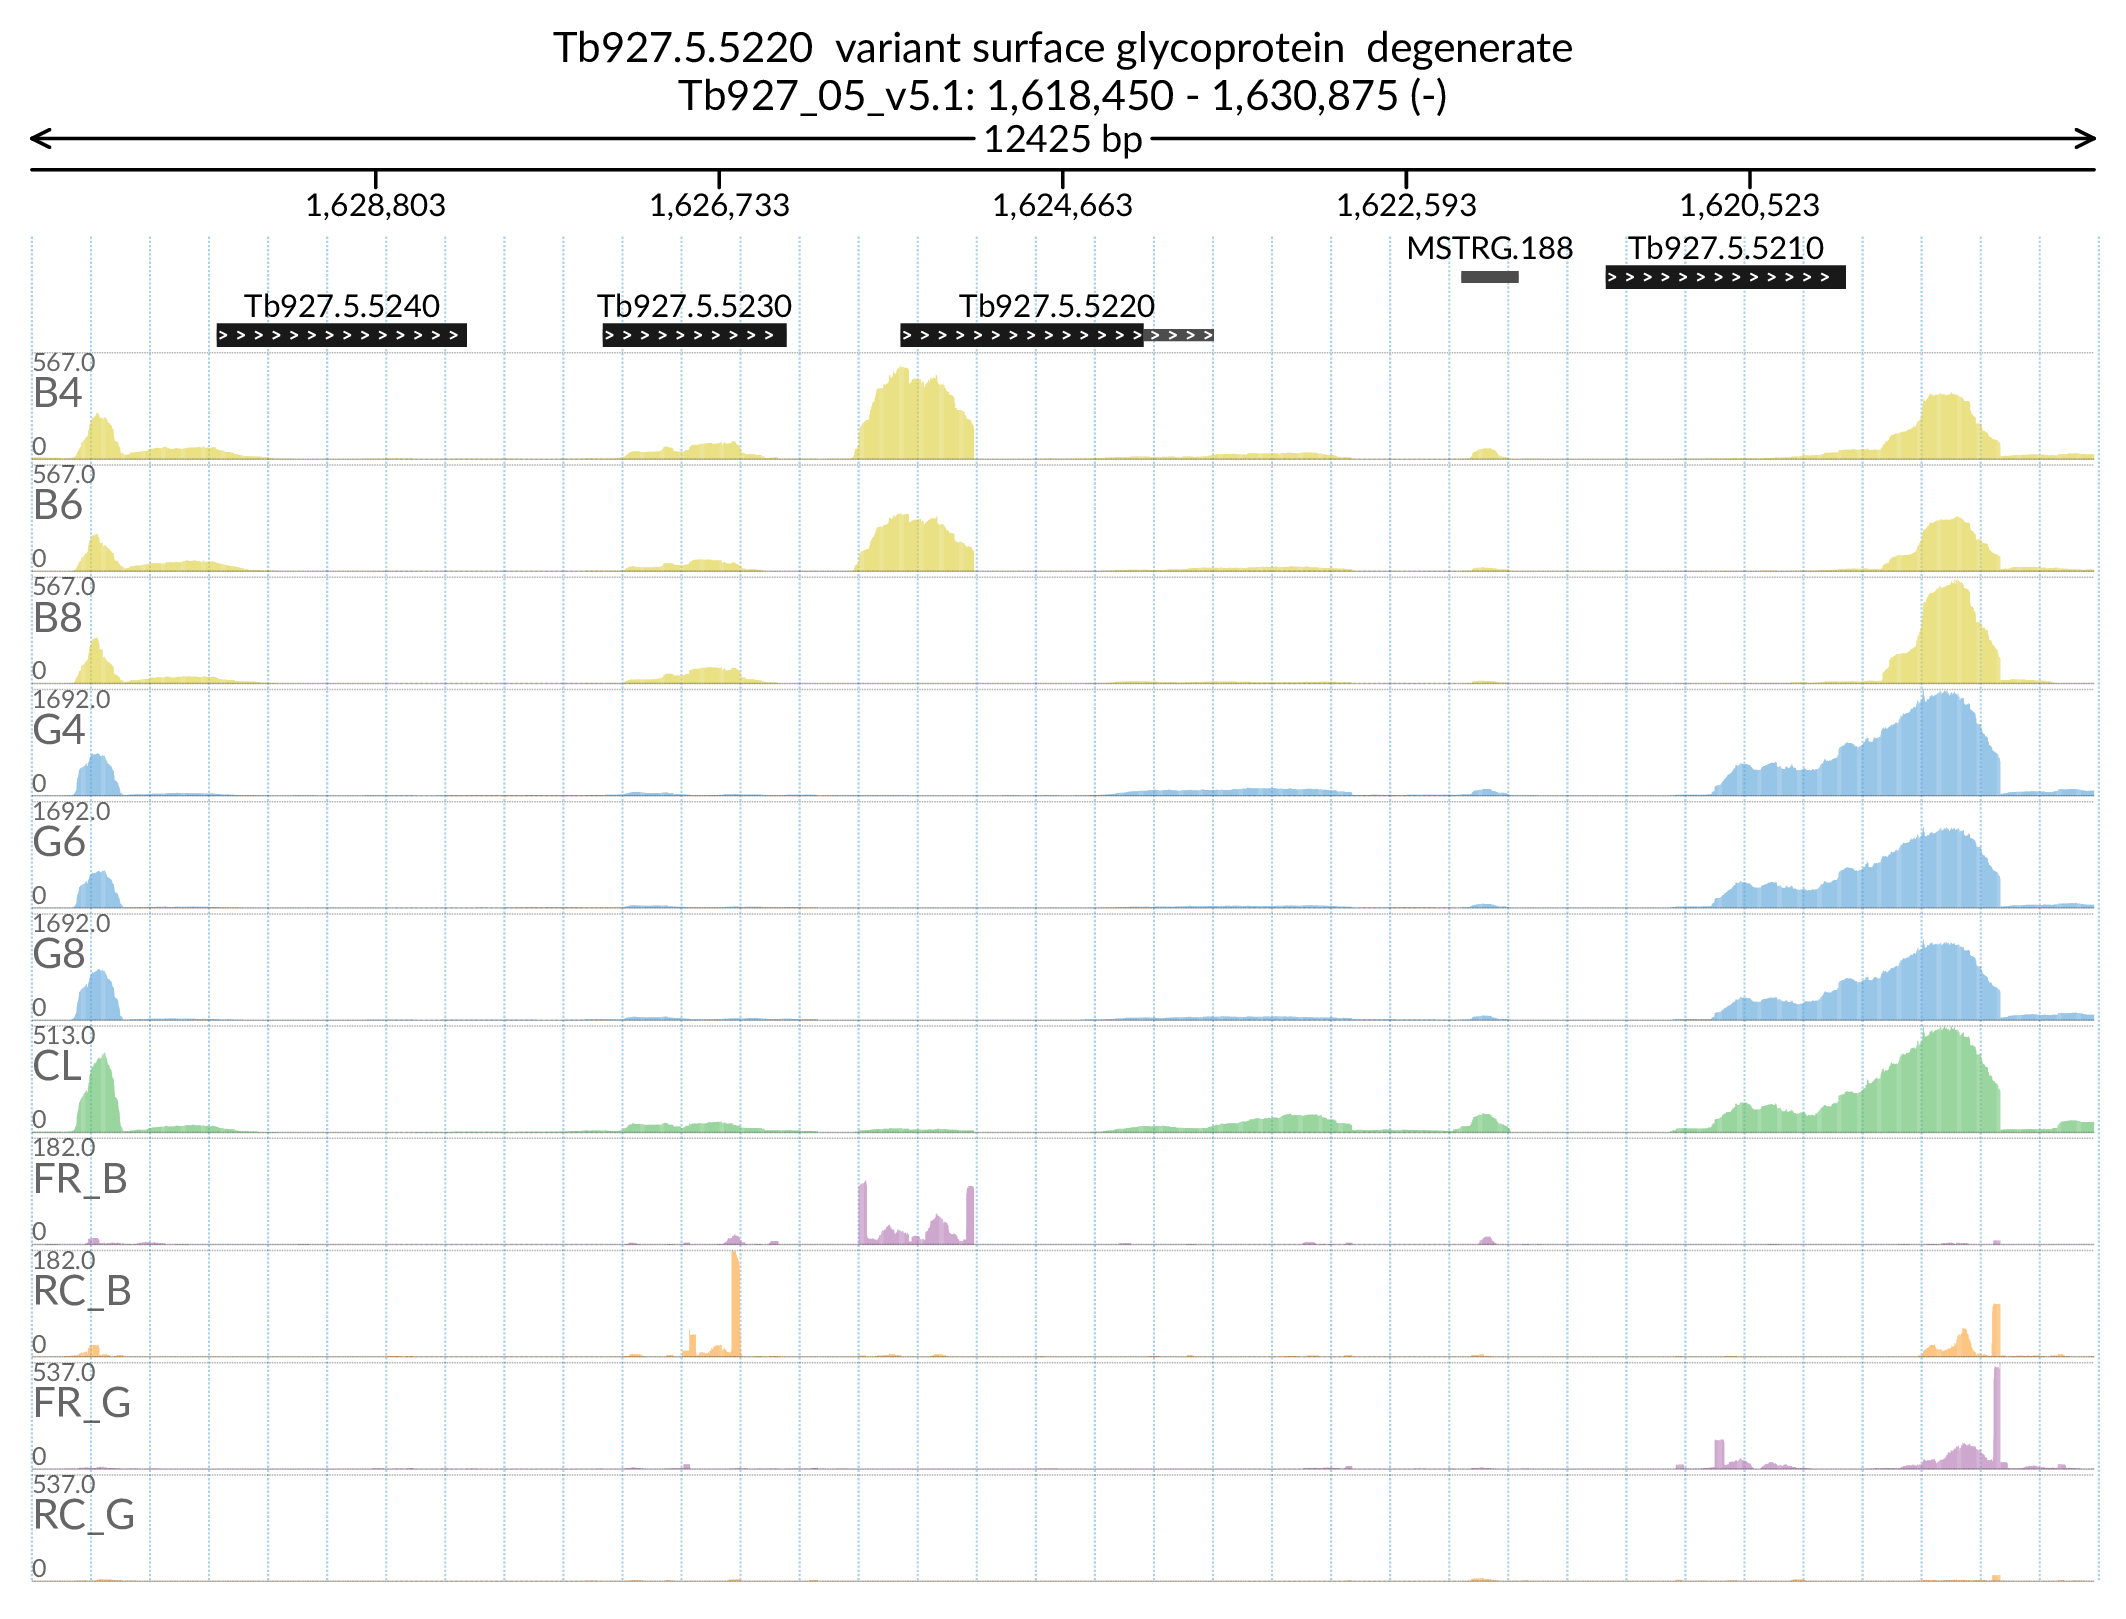 Tb927.5.5220  variant surface glycoprotein  degenerate
Tb927_05_v5.1: 1,618,450 - 1,630,875 (-)
12425 bp
1,628,803 1,626,733 1,624,663 1,622,593 1,620,523
MSTRG.188 Tb927.5.5210
Tb927.5.5240 Tb927.5.5230 Tb927.5.5220
567.0
B4
0
567.0
B6
0
567.0
B8
0
1692.0
G4
0
1692.0
G6
0
1692.0
G8
0
513.0
CL
0
182.0
FR_B
0
182.0
RC_B
0
537.0
FR_G
0
537.0
RC_G
0